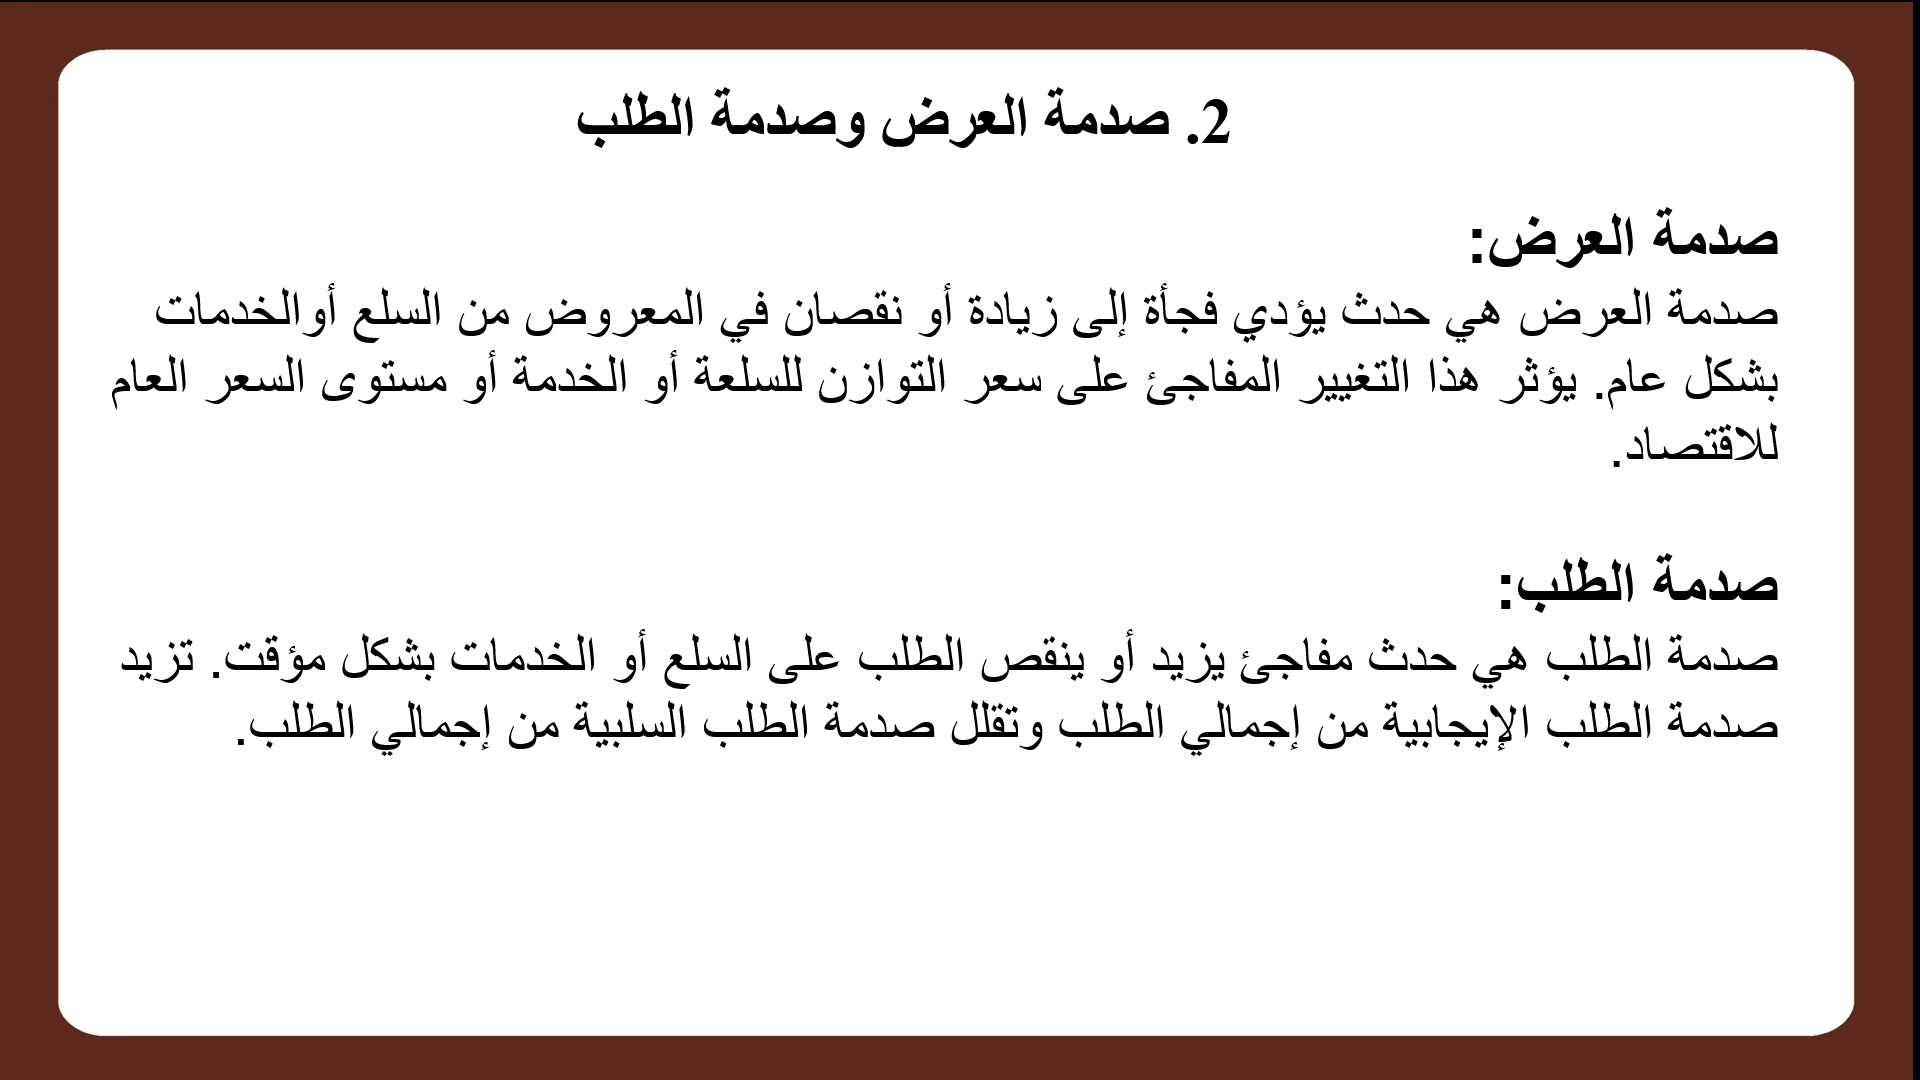 2. صدمة العرض وصدمة الطلب
صدمة العرض:
صدمة العرض هي حدث يؤدي فجأة إلى زيادة أو نقصان في المعروض من السلع أوالخدمات
بشكل عام. يؤثر هذا التغيير المفاجئ على سعر التوازن للسلعة أو الخدمة أو مستوى السعر العام
للاقتصاد.
صدمة الطلب:
صدمة الطلب هي حدث مفاجئ يزيد أو ينقص الطلب على السلع أو الخدمات بشكل مؤقت. تزيد
صدمة الطلب الإيجابية من إجمالي الطلب وتقلل صدمة الطلب السلبية من إجمالي الطلب.